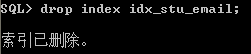 SQL> drop index idx_stu_email;
索引已删除。